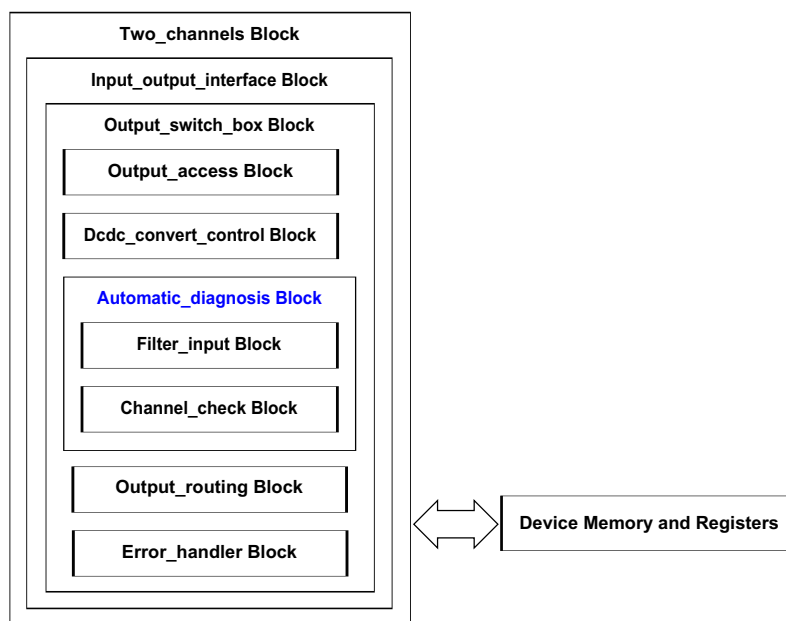 Two_channels Block
Input_output_interface Block
Output_switch_box Block
Output_access Block
Dcdc_convert_control Block
Automatic_diagnosis Block
Filter_input Block
Channel_check Block
Output_routing Block
Error_handler Block
Device Memory and Registers